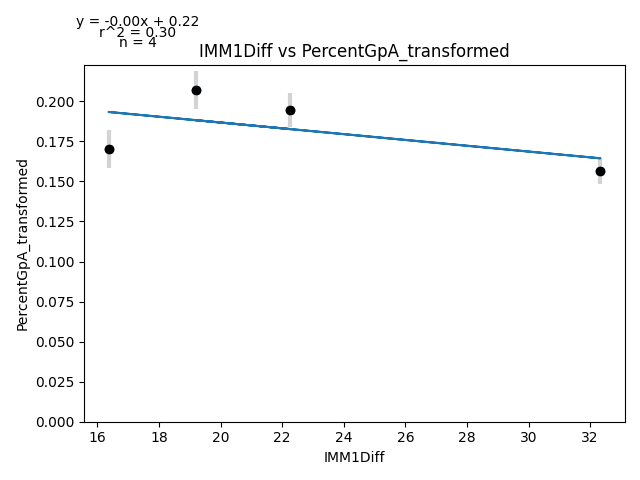 y = -0.00x + 0.22
r^2 = 0.30
n = 4
IMM1Diff vs PercentGpA_transformed
PercentGpA_transformed
0.200
0.175
0.150
0.125
0.100
0.075
0.050
0.025
0.000
16 18 20 22 24 26 28 30 32
IMM1Diff